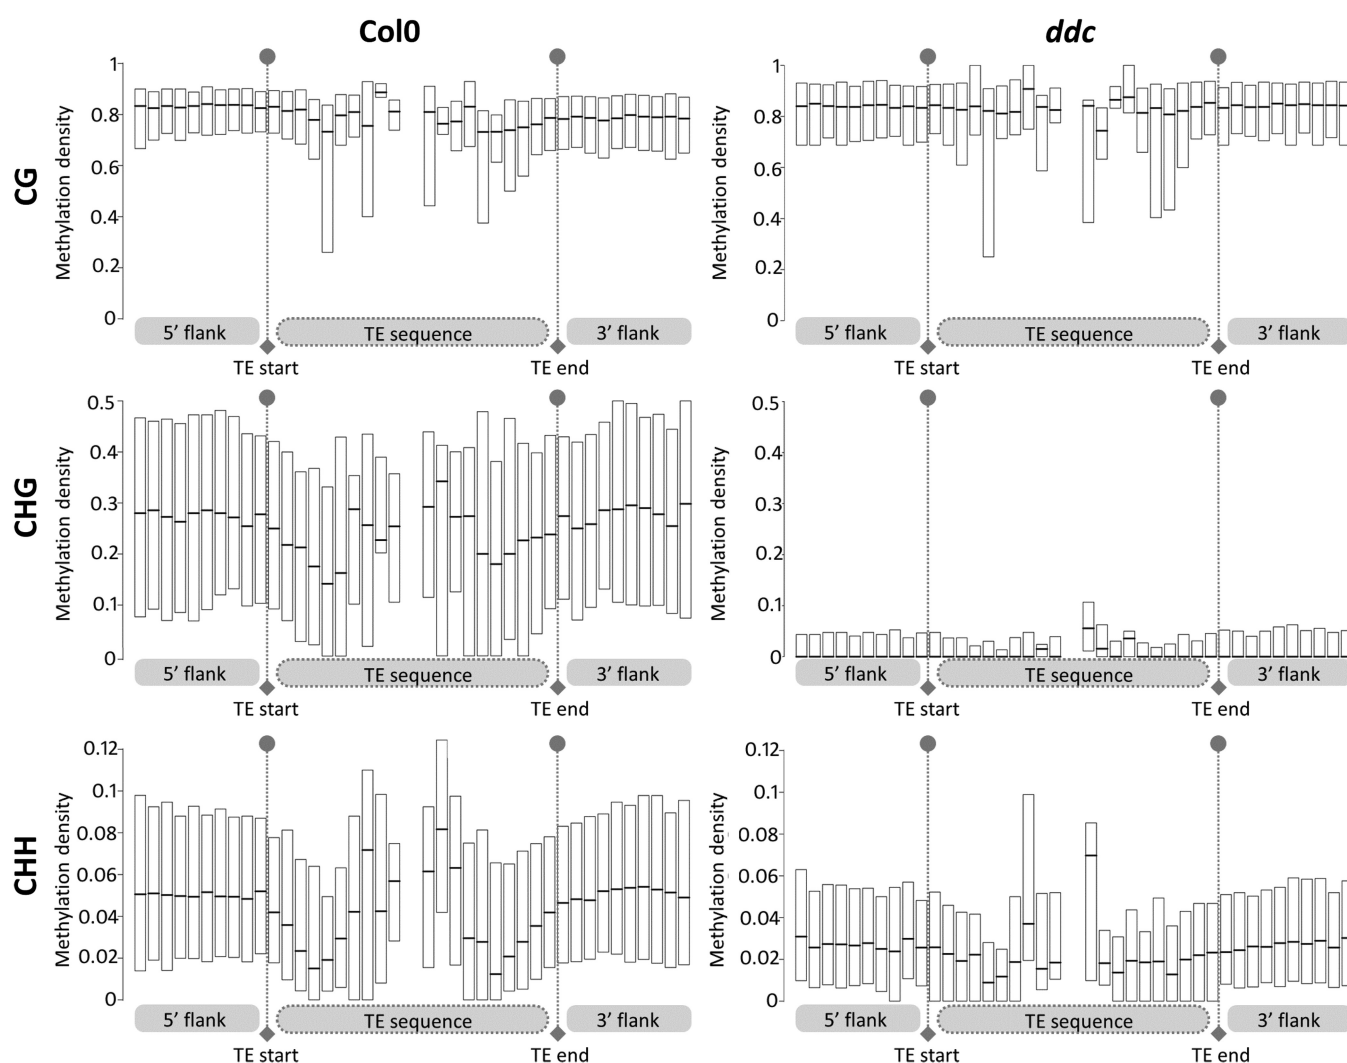 Col0
ddc
CG
Methylation density
1
0.8
0.6
0.4
0.2
0
5’ flank
TE sequence
3’ flank
TE start
TE end
Methylation density
1
0.8
0.6
0.4
0.2
0
5’ flank
TE sequence
3’ flank
TE start
TE end
CHG
Methylation density
0.5
0.4
0.3
0.2
0.1
0
5’ flank
TE sequence
3’ flank
TE start
TE end
Methylation density
0.5
0.4
0.3
0.2
0.1
0
5’ flank
TE sequence
3’ flank
TE start
TE end
CHH
Methylation density
0.12
0.1
0.08
0.06
0.04
0.02
0
5’ flank
TE sequence
3’ flank
TE start
TE end
Methylation density
0.12
0.1
0.08
0.06
0.04
0.02
0
5’ flank
TE sequence
3’ flank
TE start
TE end